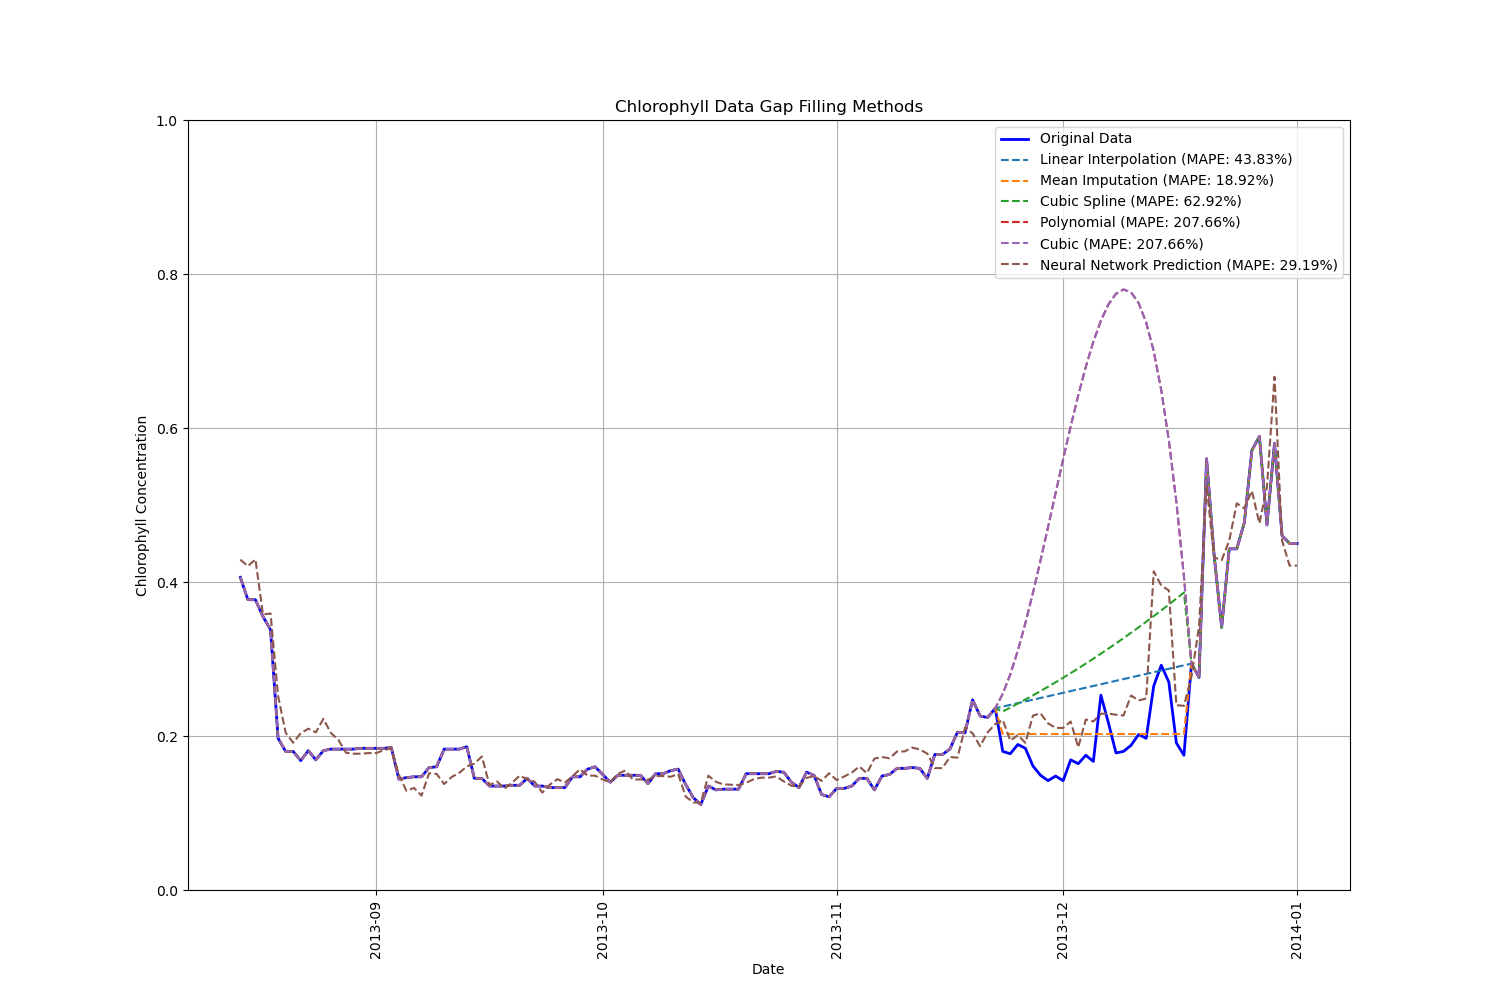 Chlorophyll Data Gap Filling Methods
1.0
0.8
0.6
0.4
0.2
0.0
Chlorophyll Concentration
Original Data
Linear Interpolation (MAPE: 43.83%)
Mean Imputation (MAPE: 18.92%)
Cubic Spline (MAPE: 62.92%)
Polynomial (MAPE: 207.66%)
Cubic (MAPE: 207.66%)
Neural Network Prediction (MAPE: 29.19%)
2013-09
2013-10
2013-11
2013-12
2014-01
Date